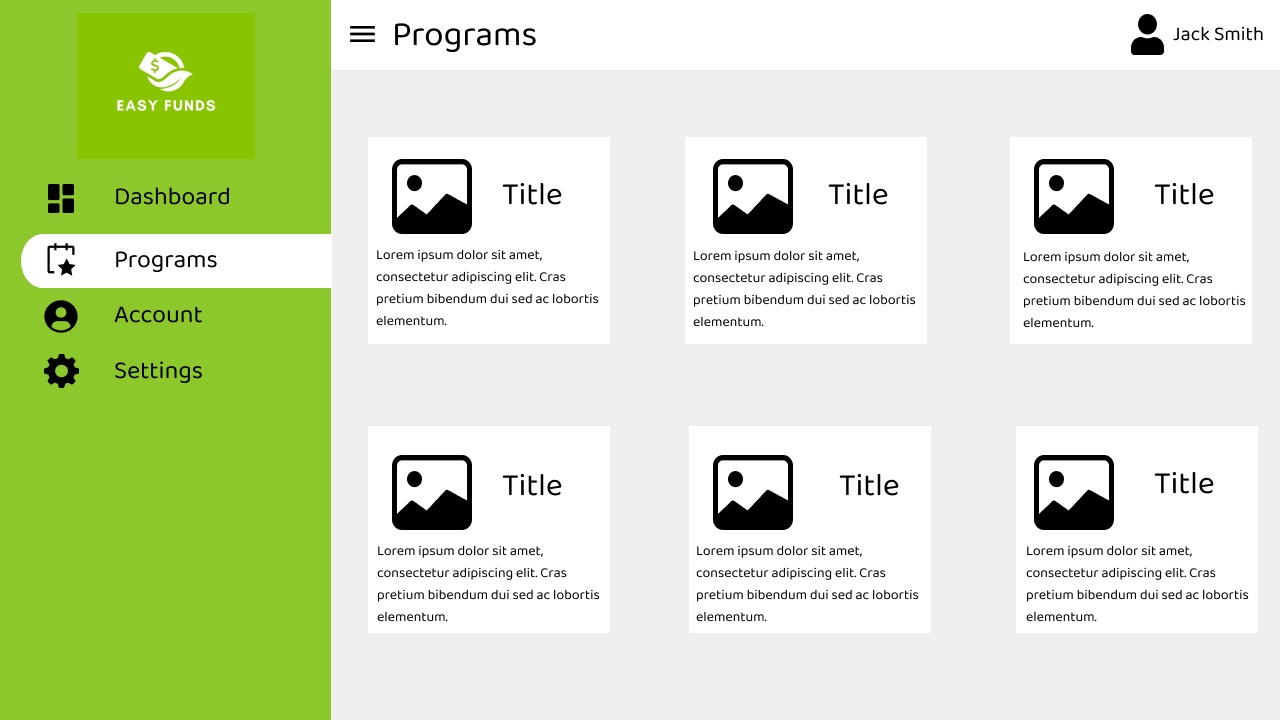 EASY FUNDS
Dashboard
Programs
Account
Settings
Programs
Jack Smith
Title
Lorem ipsum dolor sit amet,
consectetur adipiscing elit. Cras
pretium bibendum dui sed ac lobortis
elementum.
Title
Lorem ipsum dolor sit amet,
consectetur adipiscing elit. Cras
pretium bibendum dui sed ac lobortis
elementum.
Title
Lorem ipsum dolor sit amet,
consectetur adipiscing elit. Cras
pretium bibendum dui sed ac lobortis
elementum.
Title
Lorem ipsum dolor sit amet,
consectetur adipiscing elit. Cras
pretium bibendum dui sed ac lobortis
elementum.
Title
Lorem ipsum dolor sit amet,
consectetur adipiscing elit. Cras
pretium bibendum dui sed ac lobortis
elementum.
Title
Lorem ipsum dolor sit amet,
consectetur adipiscing elit. Cras
pretium bibendum dui sed ac lobortis
elementum.